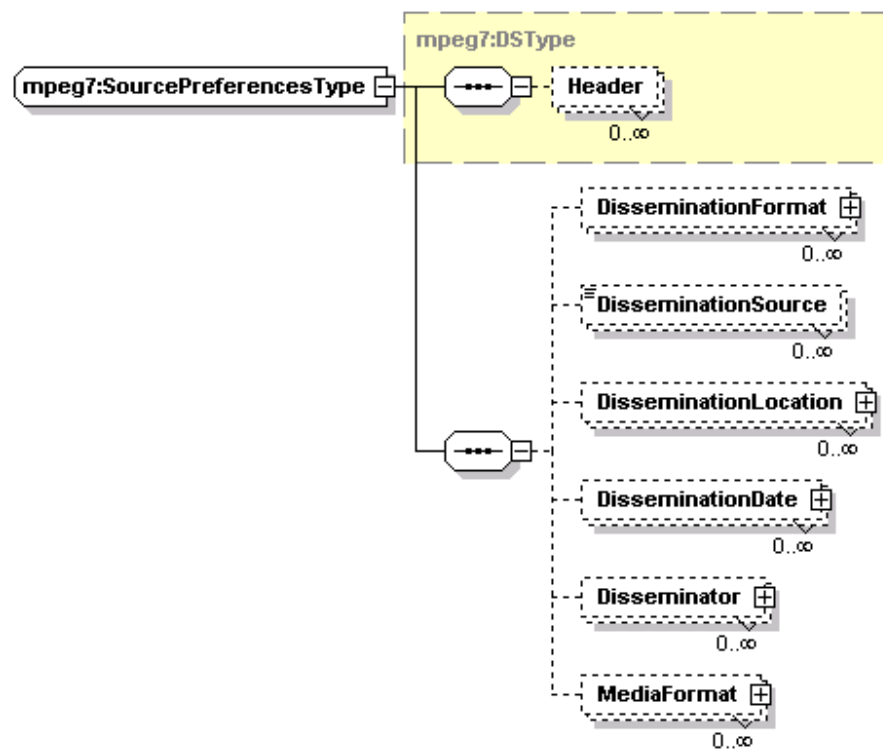 mpeg7:DSType
mpeg7:SourcePreferencesType
Header
0..∞
DisseminationFormat
0..∞
DisseminationSource
0..∞
DisseminationLocation
0..∞
DisseminationDate
0..∞
Disseminator
0..∞
MediaFormat
0..∞